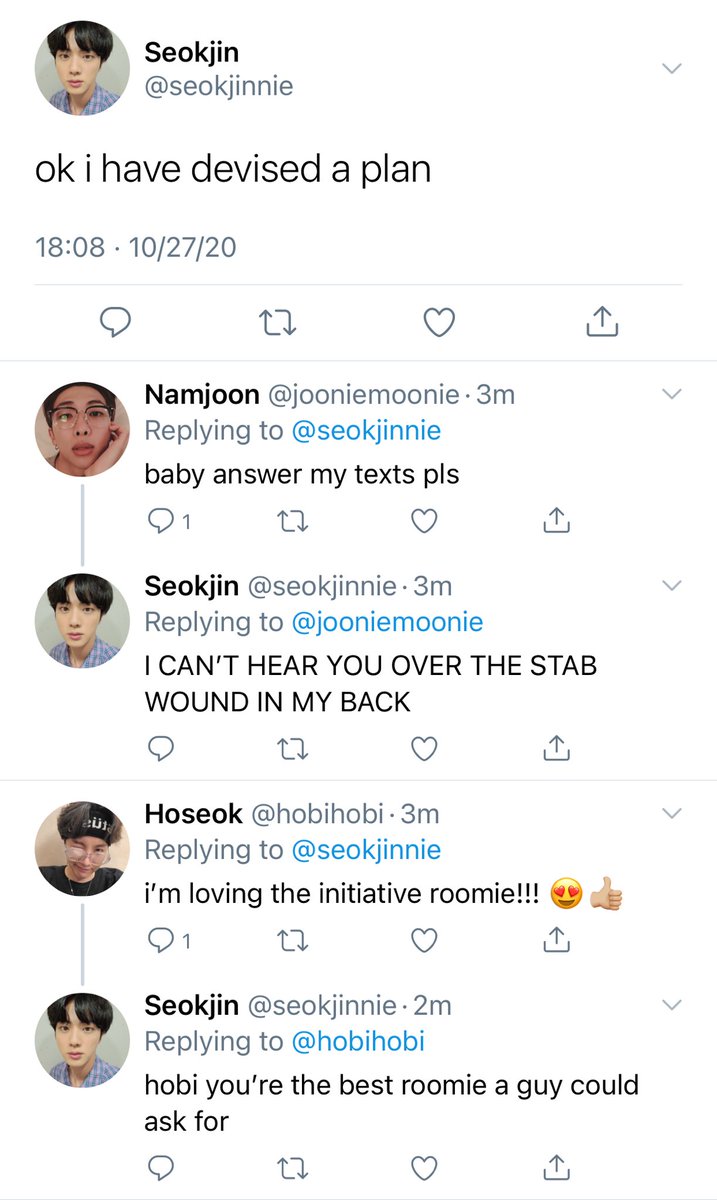 Seokjin
@seokjinnie
ok i have devised a plan
18:08 · 10/27/20
Namjoon @jooniemoonie · 3m
Replying to @seokjinnie
baby answer my texts pls
1
Seokjin @seokjinnie · 3m
Replying to @jooniemoonie
I CAN’T HEAR YOU OVER THE STAB
WOUND IN MY BACK
Hoseok @hobihobi · 3m
Replying to @seokjinnie
i’m loving the initiative roomie!!! 😍👍🏼
1
Seokjin @seokjinnie · 2m
Replying to @hobihobi
hobi you’re the best roomie a guy could
ask for